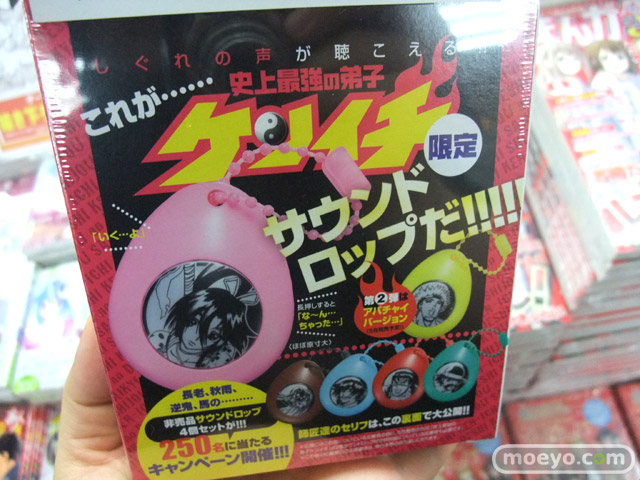 しぐれの声が聴こえる
これが……
史上最強の弟子
ケンイチ
限定
サウンド
ロップだ!!!!
「いく…よ」
長押しすると
「な〜ん…
ちゃった…」
〈ほぼ原寸大〉
第2弾は
アパチャイ
バージョン
長老、秋雨、
逆鬼、馬の……
非売品サウンドロップ
4個セットが!!!
250名に当たる
キャンペーン開催!!!
師匠達のセリフは、この裏面で大公開!!
moeyo.com